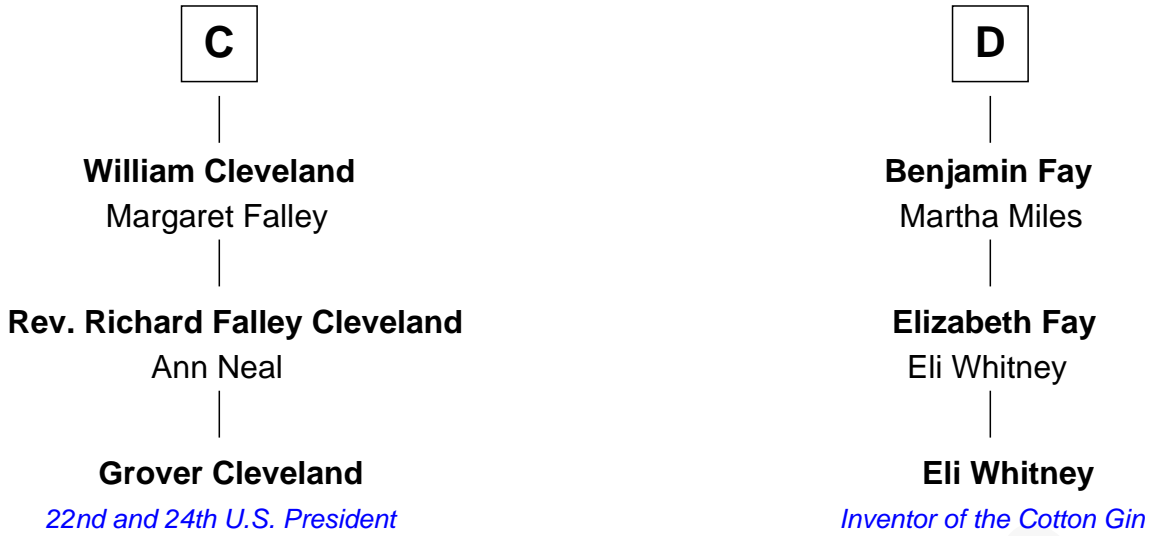 C
William Cleveland
Margaret Falley
Rev. Richard Falley Cleveland
Ann Neal
Grover Cleveland
22nd and 24th U.S. President
D
Benjamin Fay
Martha Miles
Elizabeth Fay
Eli Whitney
Eli Whitney
Inventor of the Cotton Gin